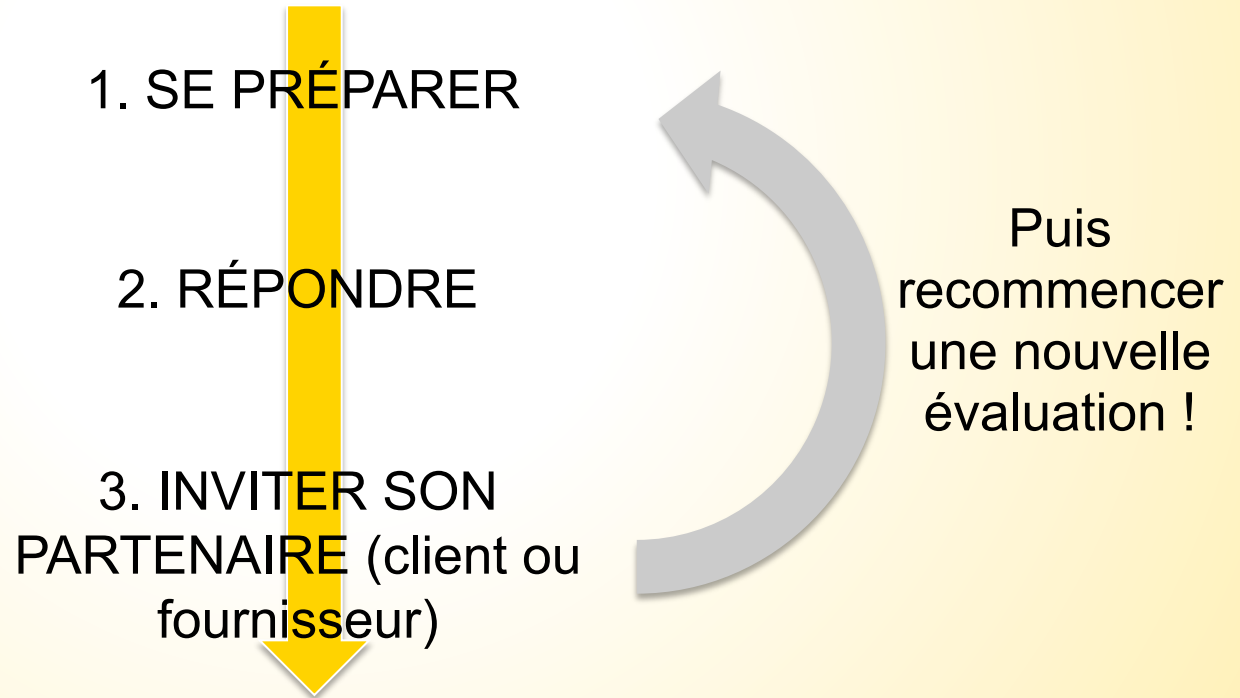 1. SE PRÉPARER
2. RÉPONDRE
3. INVITER SON
PARTENAIRE (client ou
fournisseur)
Puis
recommencer
une nouvelle
évaluation !